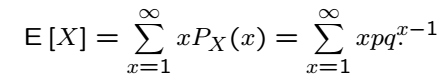 E [X] = ∞∑x=1 xP_X(x) = ∞∑x=1 xpq^{x−1}.